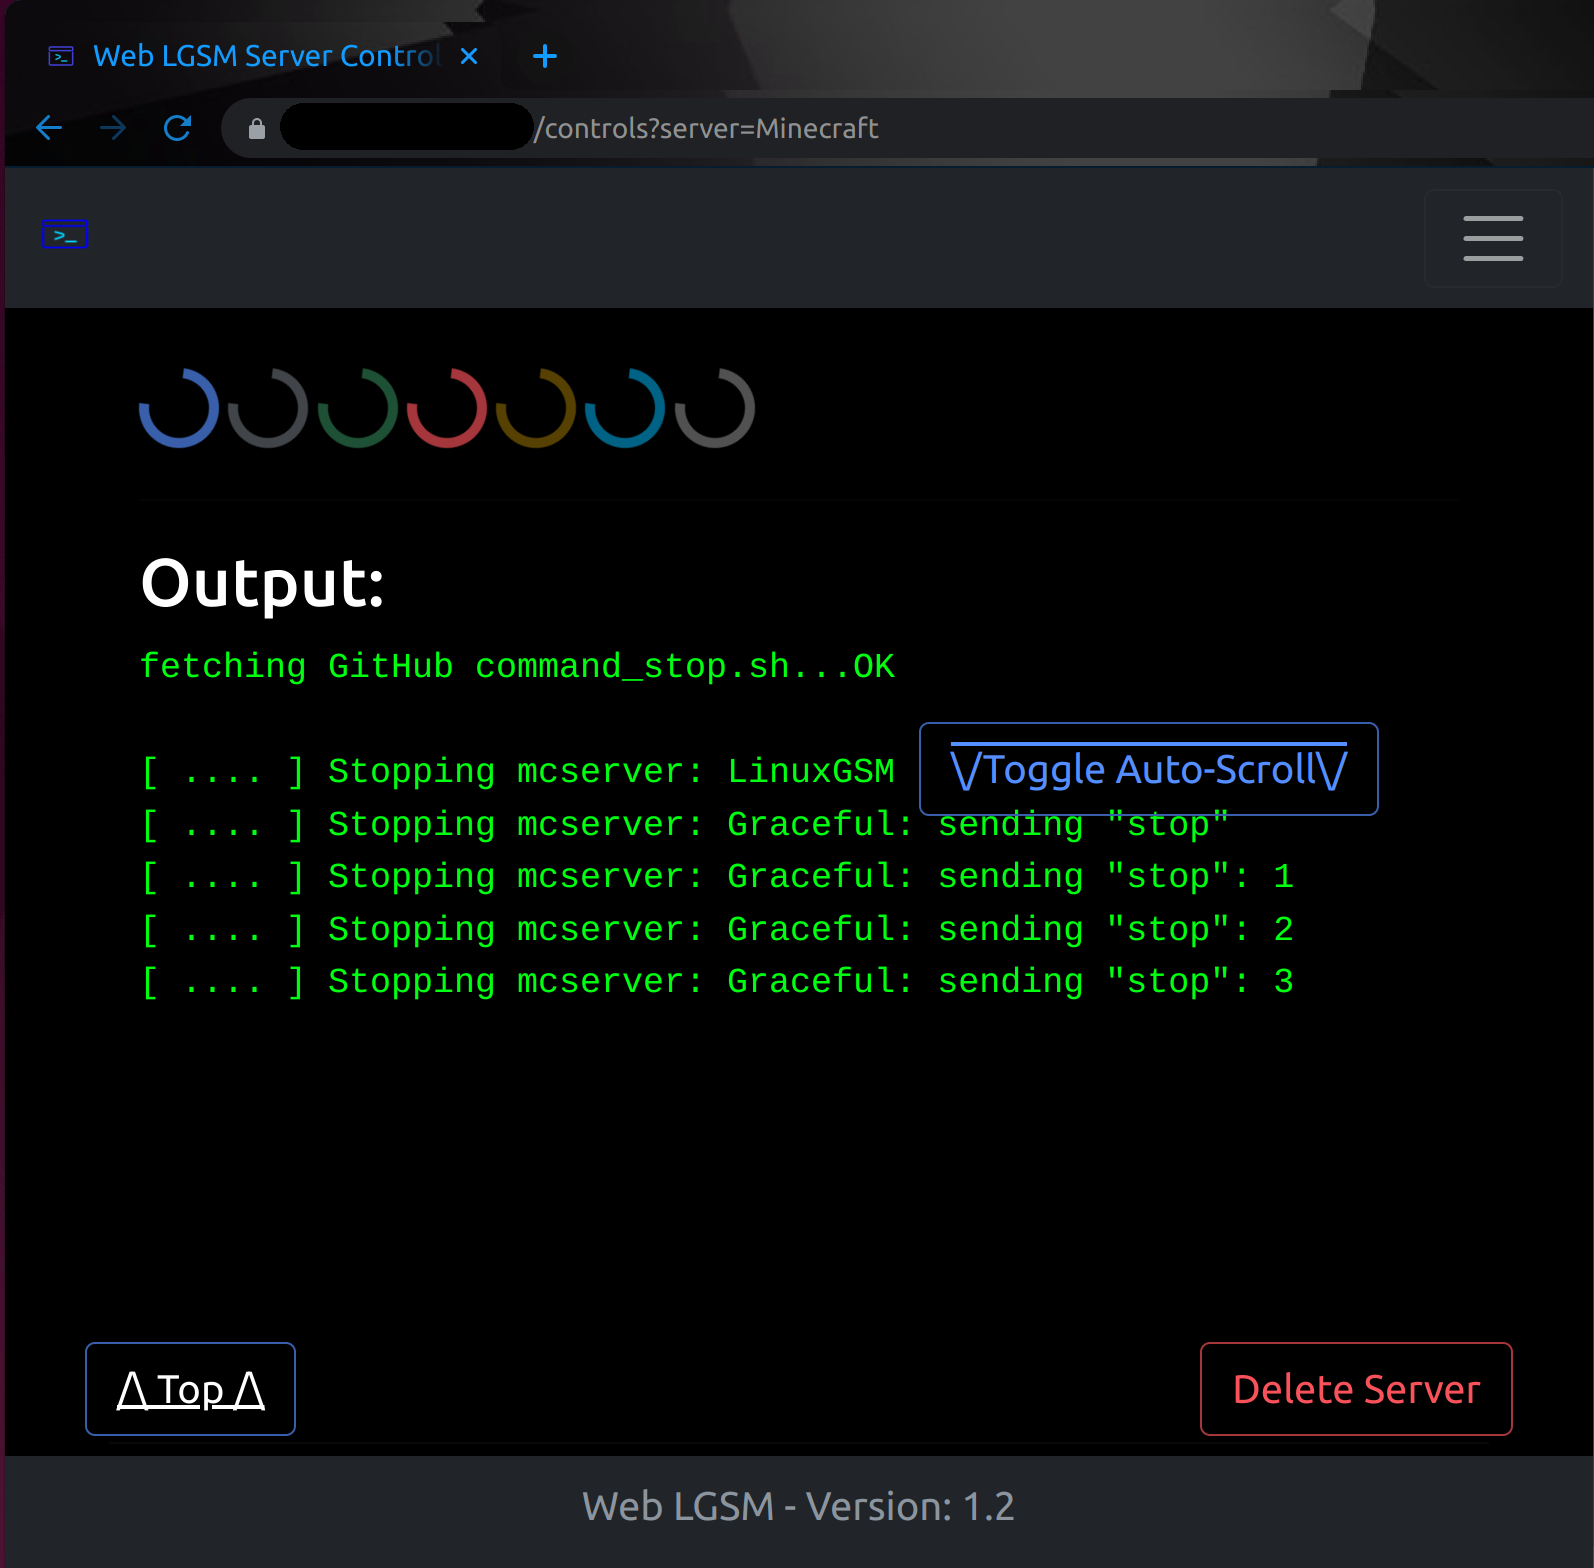 Web LGSM Server Control
/controls?server=Minecraft
>_
Output:
fetching GitHub command_stop.sh...OK
[ .... ] Stopping mcserver: LinuxGSM
\/Toggle Auto-Scroll\/
[ .... ] Stopping mcserver: Graceful: sending "stop"
[ .... ] Stopping mcserver: Graceful: sending "stop": 1
[ .... ] Stopping mcserver: Graceful: sending "stop": 2
[ .... ] Stopping mcserver: Graceful: sending "stop": 3
/\ Top /\
Delete Server
Web LGSM - Version: 1.2